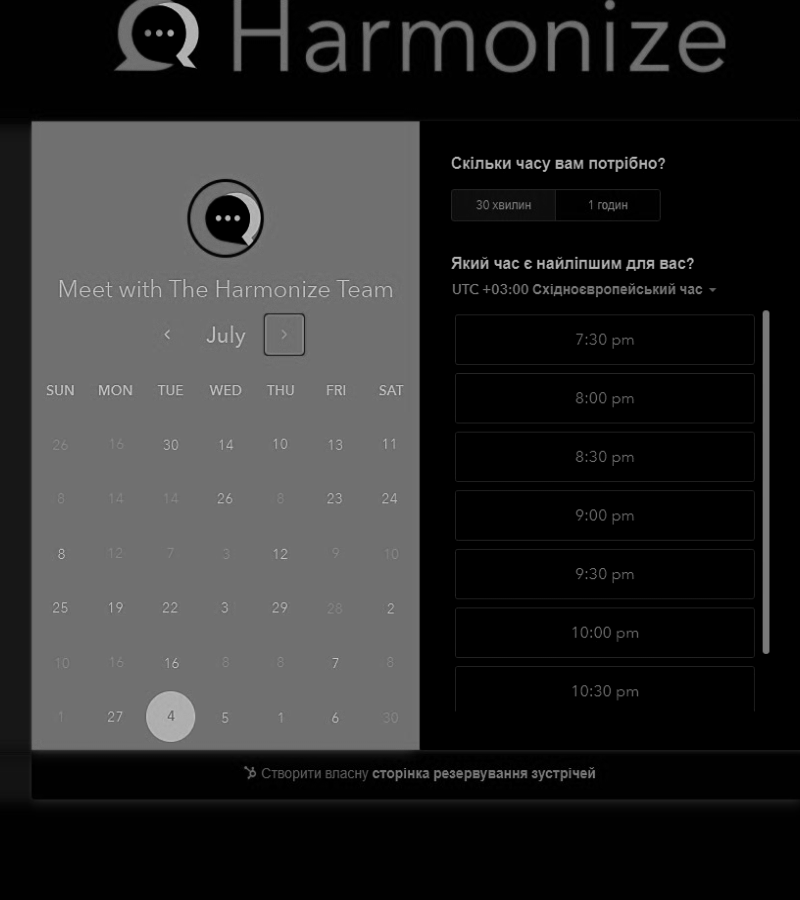 Harmonize
Meet with The Harmonize Team
July
SUN MON TUE WED THU FRI SAT
26 16 30 14 10 13 11
8 14 14 26 8 23 24
8 12 7 3 12 9 10
25 19 22 3 29 28 2
10 16 16 8 8 7 8
1 27 4 5 1 6 30
Скільки часу вам потрібно?
30 хвилин 1 годин
Який час є найліпшим для вас?
UTC +03:00 Східноєвропейський час
7:30 pm
8:00 pm
8:30 pm
9:00 pm
9:30 pm
10:00 pm
10:30 pm
Створити власну сторінка резервування зустрічей